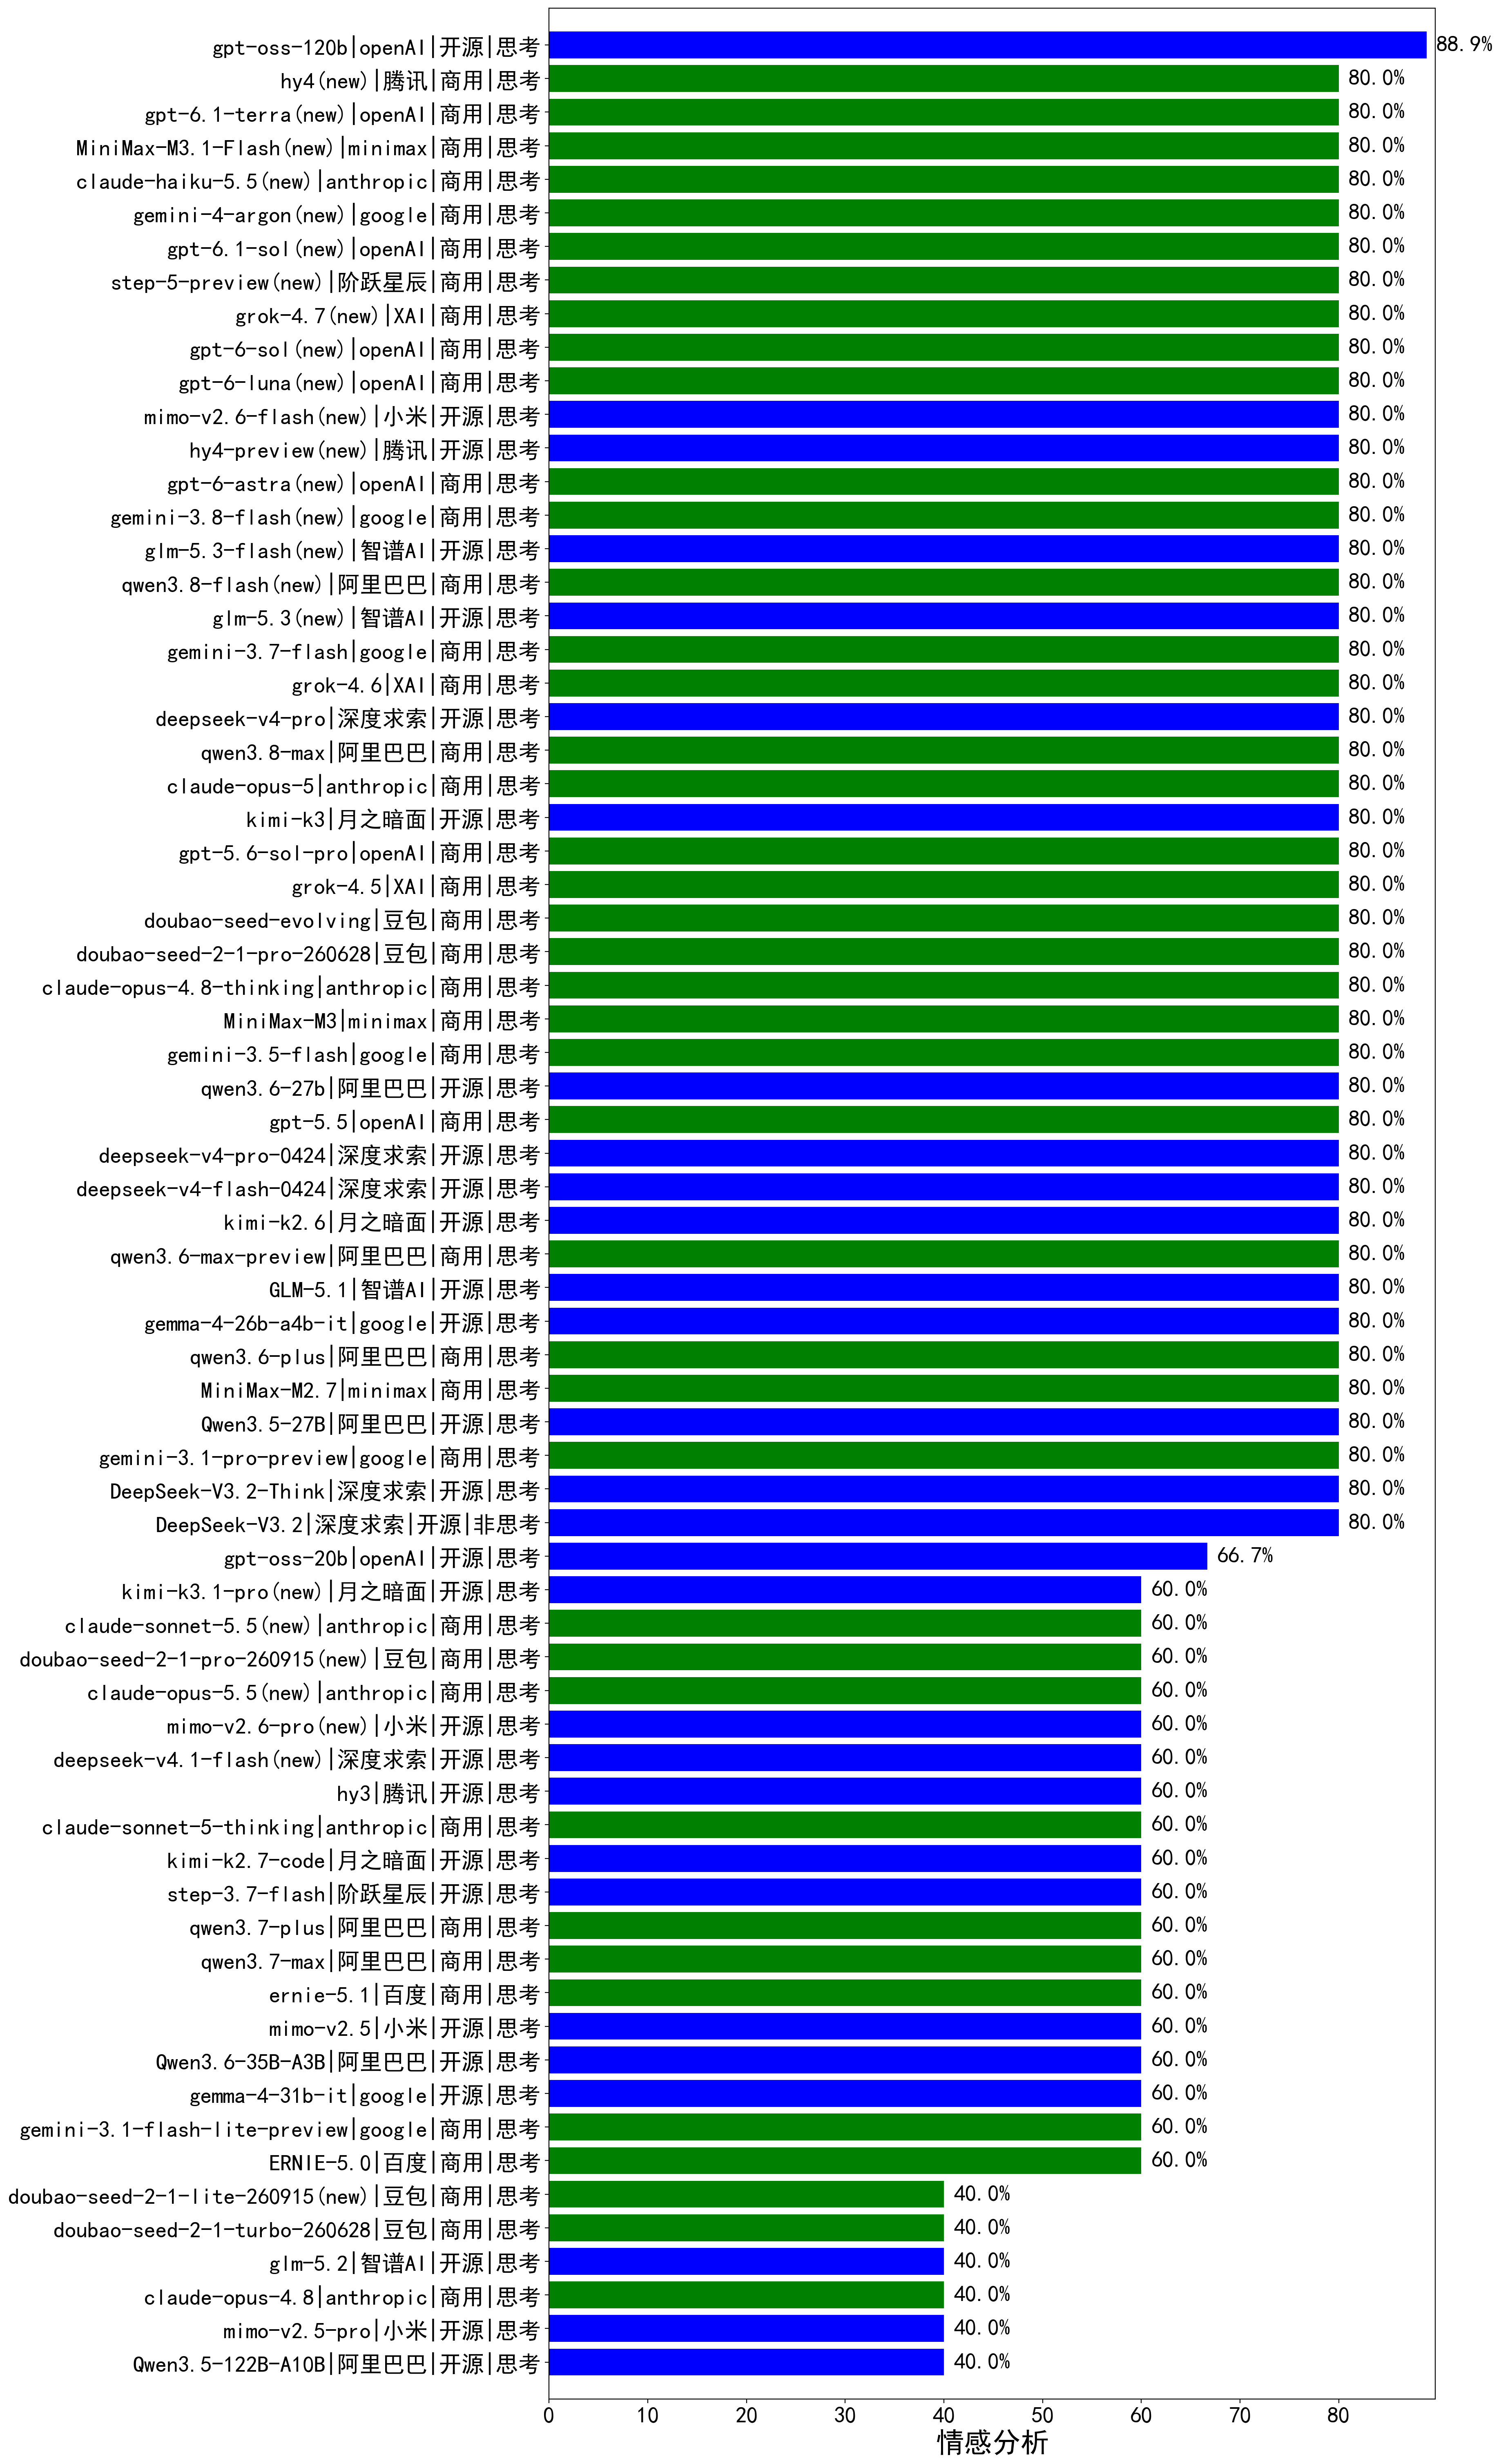 gpt-oss-120b|openAI|开源|思考 88.9%
hy4(new)|腾讯|商用|思考 80.0%
gpt-6.1-terra(new)|openAI|商用|思考 80.0%
MiniMax-M3.1-Flash(new)|minimax|商用|思考 80.0%
claude-haiku-5.5(new)|anthropic|商用|思考 80.0%
gemini-4-argon(new)|google|商用|思考 80.0%
gpt-6.1-sol(new)|openAI|商用|思考 80.0%
step-5-preview(new)|阶跃星辰|商用|思考 80.0%
grok-4.7(new)|XAI|商用|思考 80.0%
gpt-6-sol(new)|openAI|商用|思考 80.0%
gpt-6-luna(new)|openAI|商用|思考 80.0%
mimo-v2.6-flash(new)|小米|开源|思考 80.0%
hy4-preview(new)|腾讯|开源|思考 80.0%
gpt-6-astra(new)|openAI|商用|思考 80.0%
gemini-3.8-flash(new)|google|商用|思考 80.0%
glm-5.3-flash(new)|智谱AI|开源|思考 80.0%
qwen3.8-flash(new)|阿里巴巴|商用|思考 80.0%
glm-5.3(new)|智谱AI|开源|思考 80.0%
gemini-3.7-flash|google|商用|思考 80.0%
grok-4.6|XAI|商用|思考 80.0%
deepseek-v4-pro|深度求索|开源|思考 80.0%
qwen3.8-max|阿里巴巴|商用|思考 80.0%
claude-opus-5|anthropic|商用|思考 80.0%
kimi-k3|月之暗面|开源|思考 80.0%
gpt-5.6-sol-pro|openAI|商用|思考 80.0%
grok-4.5|XAI|商用|思考 80.0%
doubao-seed-evolving|豆包|商用|思考 80.0%
doubao-seed-2-1-pro-260628|豆包|商用|思考 80.0%
claude-opus-4.8-thinking|anthropic|商用|思考 80.0%
MiniMax-M3|minimax|商用|思考 80.0%
gemini-3.5-flash|google|商用|思考 80.0%
qwen3.6-27b|阿里巴巴|开源|思考 80.0%
gpt-5.5|openAI|商用|思考 80.0%
deepseek-v4-pro-0424|深度求索|开源|思考 80.0%
deepseek-v4-flash-0424|深度求索|开源|思考 80.0%
kimi-k2.6|月之暗面|开源|思考 80.0%
qwen3.6-max-preview|阿里巴巴|商用|思考 80.0%
GLM-5.1|智谱AI|开源|思考 80.0%
gemma-4-26b-a4b-it|google|开源|思考 80.0%
qwen3.6-plus|阿里巴巴|商用|思考 80.0%
MiniMax-M2.7|minimax|商用|思考 80.0%
Qwen3.5-27B|阿里巴巴|开源|思考 80.0%
gemini-3.1-pro-preview|google|商用|思考 80.0%
DeepSeek-V3.2-Think|深度求索|开源|思考 80.0%
DeepSeek-V3.2|深度求索|开源|非思考 80.0%
gpt-oss-20b|openAI|开源|思考 66.7%
kimi-k3.1-pro(new)|月之暗面|开源|思考 60.0%
claude-sonnet-5.5(new)|anthropic|商用|思考 60.0%
doubao-seed-2-1-pro-260915(new)|豆包|商用|思考 60.0%
claude-opus-5.5(new)|anthropic|商用|思考 60.0%
mimo-v2.6-pro(new)|小米|开源|思考 60.0%
deepseek-v4.1-flash(new)|深度求索|开源|思考 60.0%
hy3|腾讯|开源|思考 60.0%
claude-sonnet-5-thinking|anthropic|商用|思考 60.0%
kimi-k2.7-code|月之暗面|开源|思考 60.0%
step-3.7-flash|阶跃星辰|开源|思考 60.0%
qwen3.7-plus|阿里巴巴|商用|思考 60.0%
qwen3.7-max|阿里巴巴|商用|思考 60.0%
ernie-5.1|百度|商用|思考 60.0%
mimo-v2.5|小米|开源|思考 60.0%
Qwen3.6-35B-A3B|阿里巴巴|开源|思考 60.0%
gemma-4-31b-it|google|开源|思考 60.0%
gemini-3.1-flash-lite-preview|google|商用|思考 60.0%
ERNIE-5.0|百度|商用|思考 60.0%
doubao-seed-2-1-lite-260915(new)|豆包|商用|思考 40.0%
doubao-seed-2-1-turbo-260628|豆包|商用|思考 40.0%
glm-5.2|智谱AI|开源|思考 40.0%
claude-opus-4.8|anthropic|商用|思考 40.0%
mimo-v2.5-pro|小米|开源|思考 40.0%
Qwen3.5-122B-A10B|阿里巴巴|开源|思考 40.0%
0 10 20 30 40 50 60 70 80
情感分析